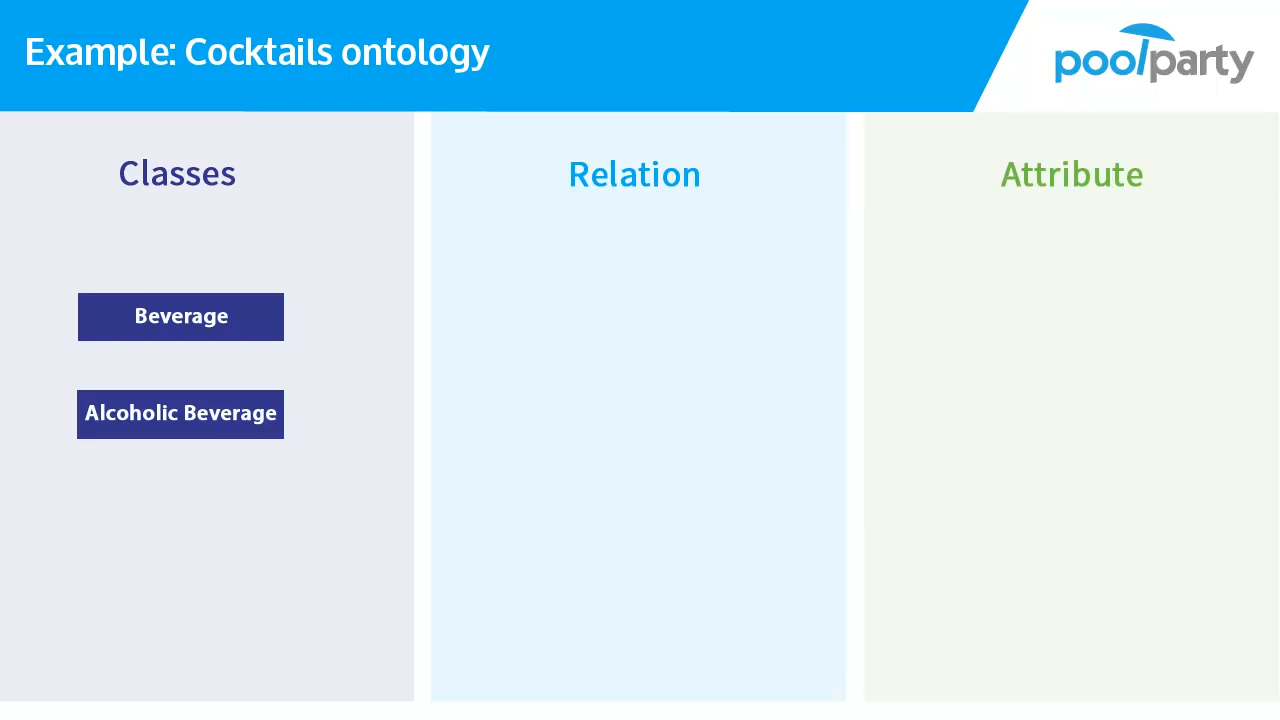 Example: Cocktails ontology
poolparty
Classes
Relation
Attribute
Beverage
Alcoholic Beverage